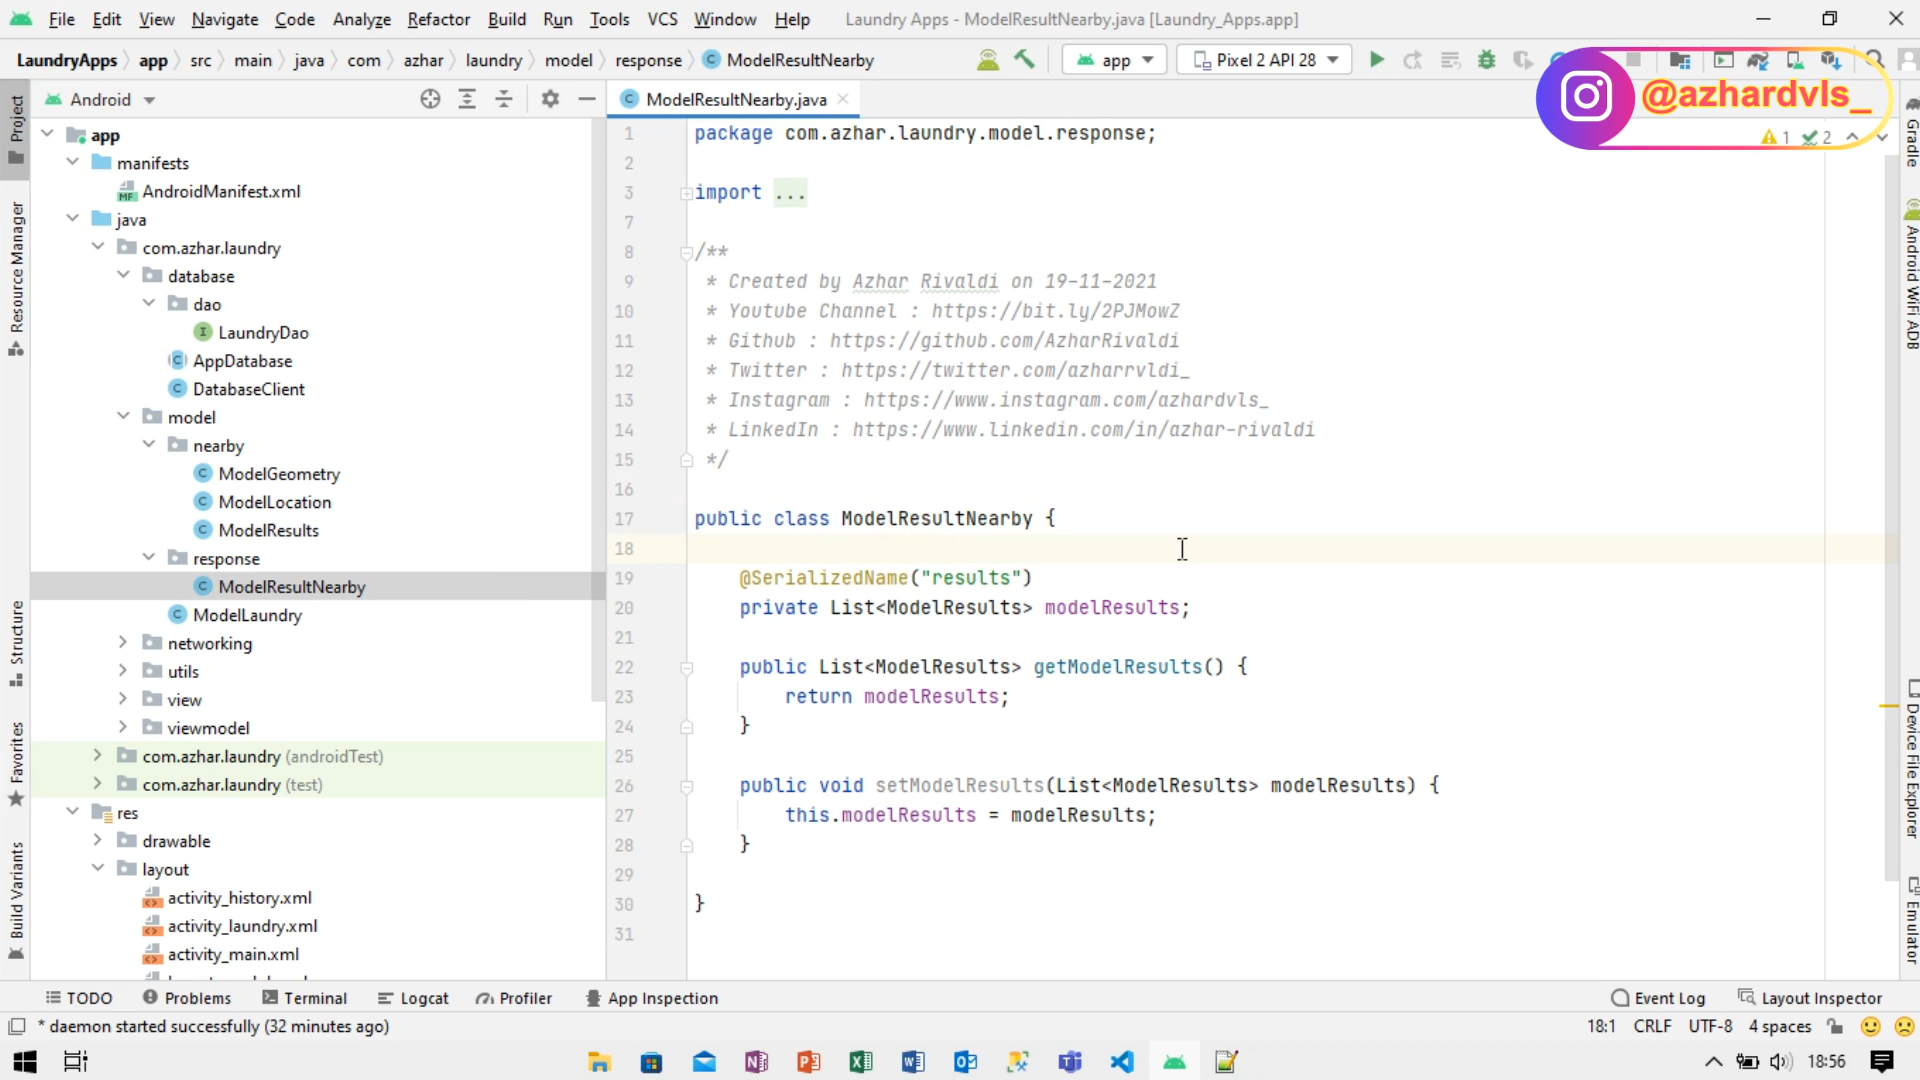 File Edit View Navigate Code Analyze Refactor Build Run Tools VCS Window Help Laundry Apps - ModelResultNearby.java [Laundry_Apps.app]
LaundryApps app src main java com azhar laundry model response ModelResultNearby app Pixel 2 API 28
@azhardvls_
Android
ModelResultNearby.java
1 2
Project
Resource Manager
Structure
Favorites
Build Variants
app
manifests
AndroidManifest.xml
java
com.azhar.laundry
database
dao
LaundryDao
AppDatabase
DatabaseClient
model
nearby
ModelGeometry
ModelLocation
ModelResults
response
ModelResultNearby
ModelLaundry
networking
utils
view
viewmodel
com.azhar.laundry (androidTest)
com.azhar.laundry (test)
res
drawable
layout
activity_history.xml
activity_laundry.xml
activity_main.xml
1 package com.azhar.laundry.model.response;
2
3 import ...
7
8 /**
9 * Created by Azhar Rivaldi on 19-11-2021
10 * Youtube Channel : https://bit.ly/2PJMowZ
11 * Github : https://github.com/AzharRivaldi
12 * Twitter : https://twitter.com/azharrvldi_
13 * Instagram : https://www.instagram.com/azhardvls_
14 * LinkedIn : https://www.linkedin.com/in/azhar-rivaldi
15 */
16
17 public class ModelResultNearby {
18
19 @SerializedName("results")
20 private List<ModelResults> modelResults;
21
22 public List<ModelResults> getModelResults() {
23 return modelResults;
24 }
25
26 public void setModelResults(List<ModelResults> modelResults) {
27 this.modelResults = modelResults;
28 }
29
30 }
31
Gradle
Android WiFi ADB
Device File Explorer
Emulator
TODO Problems Terminal Logcat Profiler App Inspection Event Log Layout Inspector
* daemon started successfully (32 minutes ago) 18:1 CRLF UTF-8 4 spaces
18:56